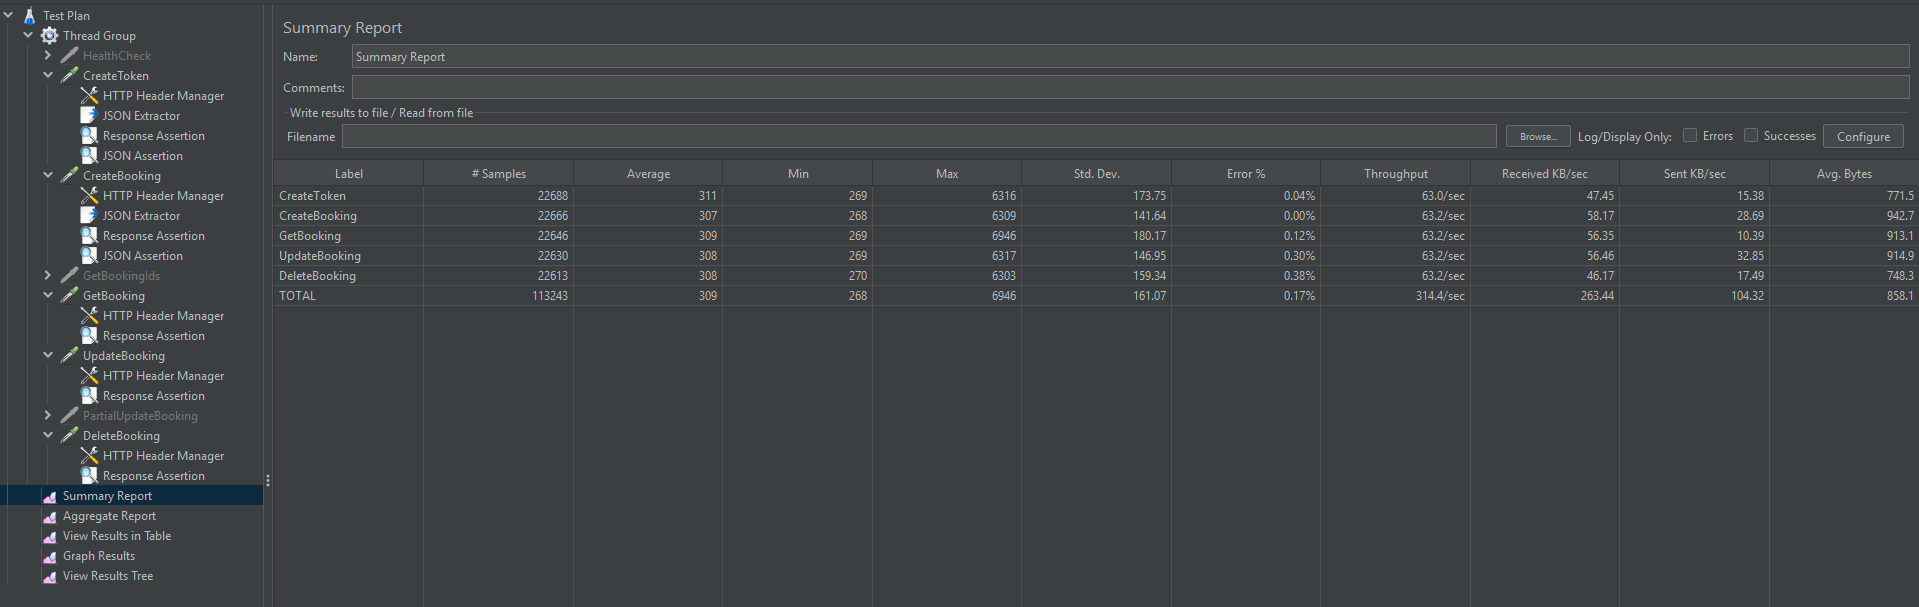 Test Plan
Thread Group
HealthCheck
CreateToken
HTTP Header Manager
JSON Extractor
Response Assertion
JSON Assertion
CreateBooking
HTTP Header Manager
JSON Extractor
Response Assertion
JSON Assertion
GetBookingIds
GetBooking
HTTP Header Manager
Response Assertion
UpdateBooking
HTTP Header Manager
Response Assertion
PartialUpdateBooking
DeleteBooking
HTTP Header Manager
Response Assertion
Summary Report
Aggregate Report
View Results in Table
Graph Results
View Results Tree
Summary Report
Name: Summary Report
Comments:
Write results to file / Read from file
Filename Browse... Log/Display Only: Errors Successes Configure
Label # Samples Average Min Max Std. Dev. Error % Throughput Received KB/sec Sent KB/sec Avg. Bytes
CreateToken 22688 311 269 6316 173.75 0.04% 63.0/sec 47.45 15.38 771.5
CreateBooking 22666 307 268 6309 141.64 0.00% 63.2/sec 58.17 28.69 942.7
GetBooking 22646 309 269 6946 180.17 0.12% 63.2/sec 56.35 10.39 913.1
UpdateBooking 22630 308 269 6317 146.95 0.30% 63.2/sec 56.46 32.85 914.9
DeleteBooking 22613 308 270 6303 159.34 0.38% 63.2/sec 46.17 17.49 748.3
TOTAL 113243 309 268 6946 161.07 0.17% 314.4/sec 263.44 104.32 858.1